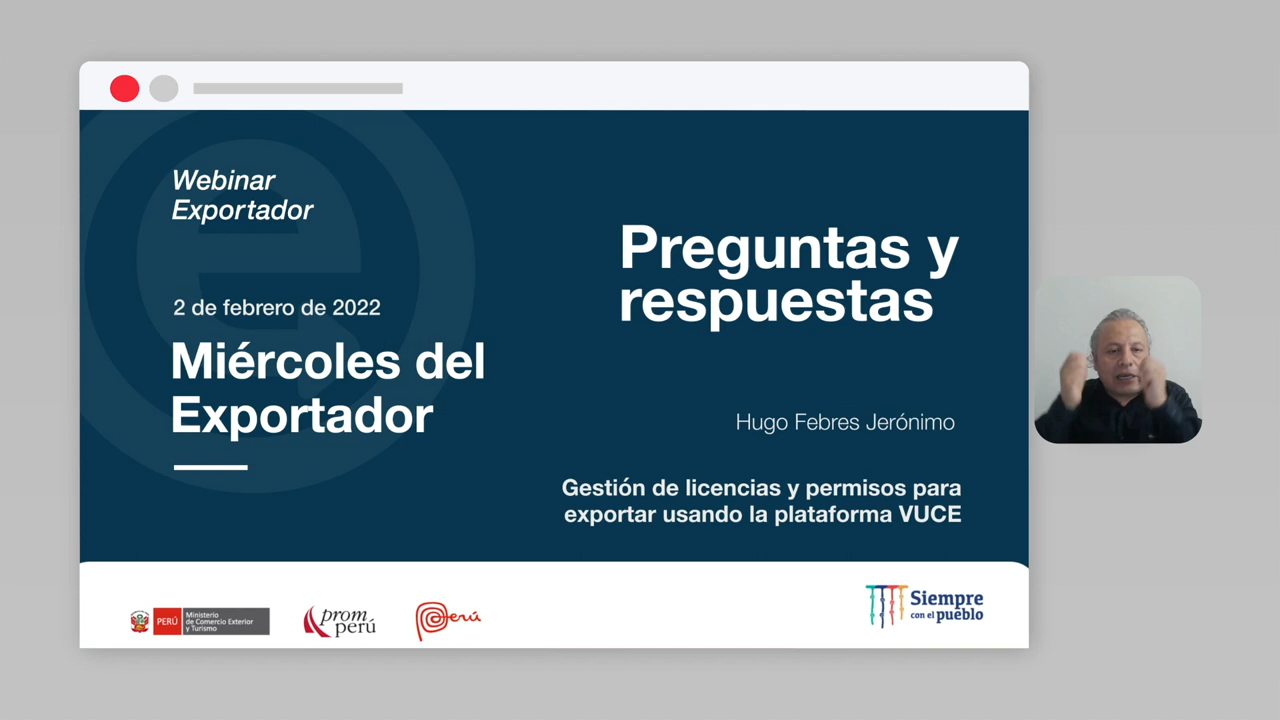 Webinar
Exportador
2 de febrero de 2022
Miércoles del
Exportador
Preguntas y
respuestas
Hugo Febres Jerónimo
Gestión de licencias y permisos para
exportar usando la plataforma VUCE
PERÚ
Ministerio
de Comercio Exterior
y Turismo
prom
perú
Perú
Siempre
con el pueblo